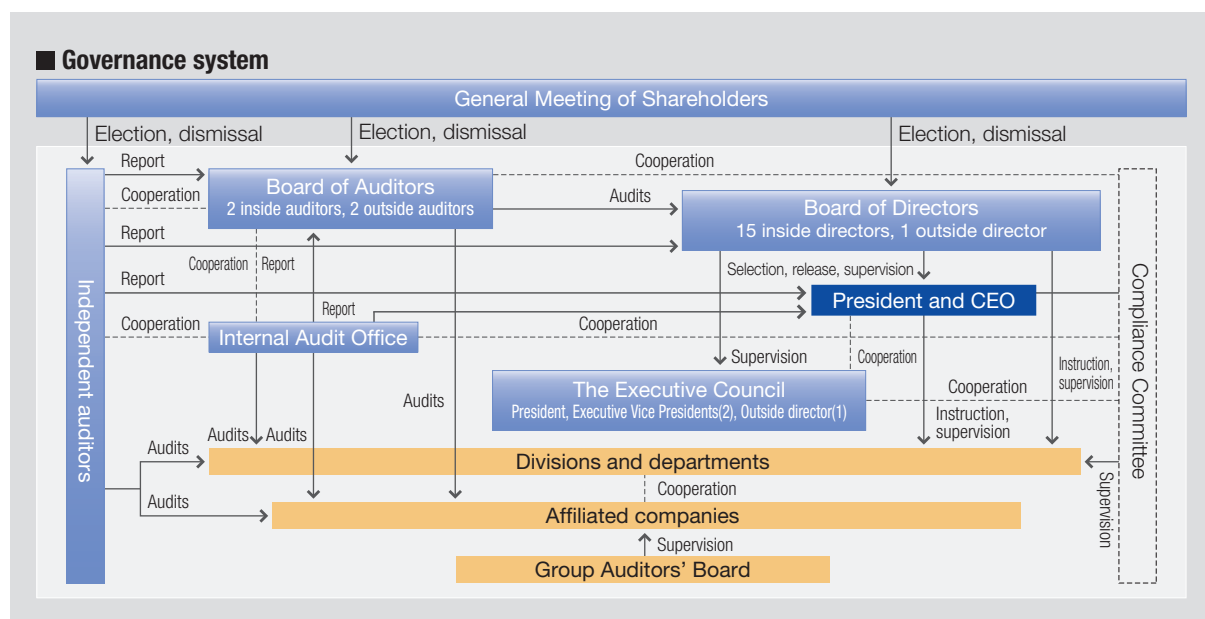 ■ Governance system
General Meeting of Shareholders
Election, dismissal
Election, dismissal
Election, dismissal
Report
Cooperation
Board of Auditors
2 inside auditors, 2 outside auditors
Cooperation
Audits
Board of Directors
15 inside directors, 1 outside director
Report
Cooperation
Report
Selection, release, supervision
Report
President and CEO
Report
Cooperation
Internal Audit Office
Cooperation
Supervision
Cooperation
Instruction,
supervision
The Executive Council
President, Executive Vice Presidents(2), Outside director(1)
Cooperation
Audits
Instruction,
supervision
Audits
Audits
Audits
Divisions and departments
Cooperation
Audits
Affiliated companies
Supervision
Group Auditors' Board
Independent auditors
Compliance Committee
Supervision